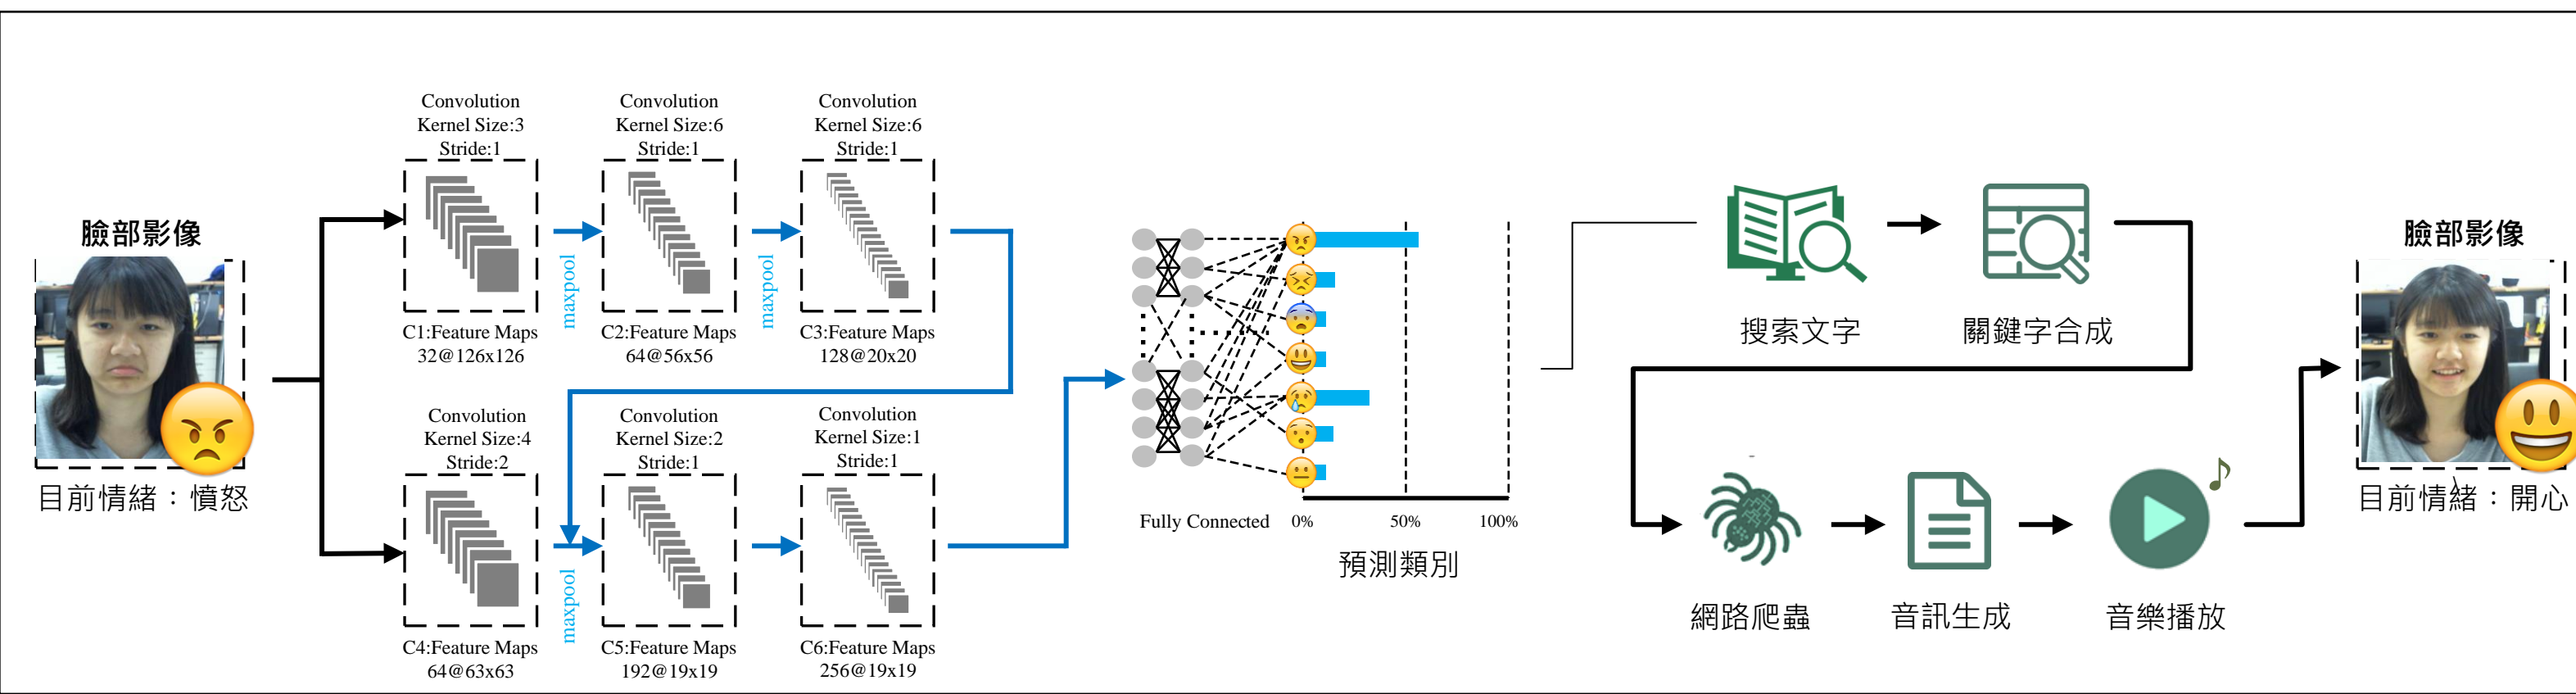 臉部影像
目前情緒：憤怒
Convolution
Kernel Size:3
Stride:1
C1:Feature Maps
32@126x126
maxpool
Convolution
Kernel Size:6
Stride:1
C2:Feature Maps
64@56x56
maxpool
Convolution
Kernel Size:6
Stride:1
C3:Feature Maps
128@20x20
Convolution
Kernel Size:4
Stride:2
C4:Feature Maps
64@63x63
maxpool
Convolution
Kernel Size:2
Stride:1
C5:Feature Maps
192@19x19
Convolution
Kernel Size:1
Stride:1
C6:Feature Maps
256@19x19
Fully Connected
0%
50%
100%
預測類別
搜索文字
關鍵字合成
網路爬蟲
音訊生成
音樂播放
臉部影像
目前情緒：開心